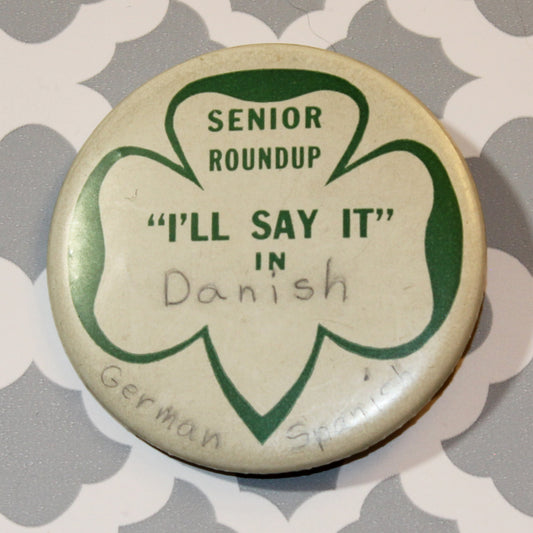 SENIOR
ROUNDUP
"I'LL SAY IT"
IN
Danish
German
Spanish